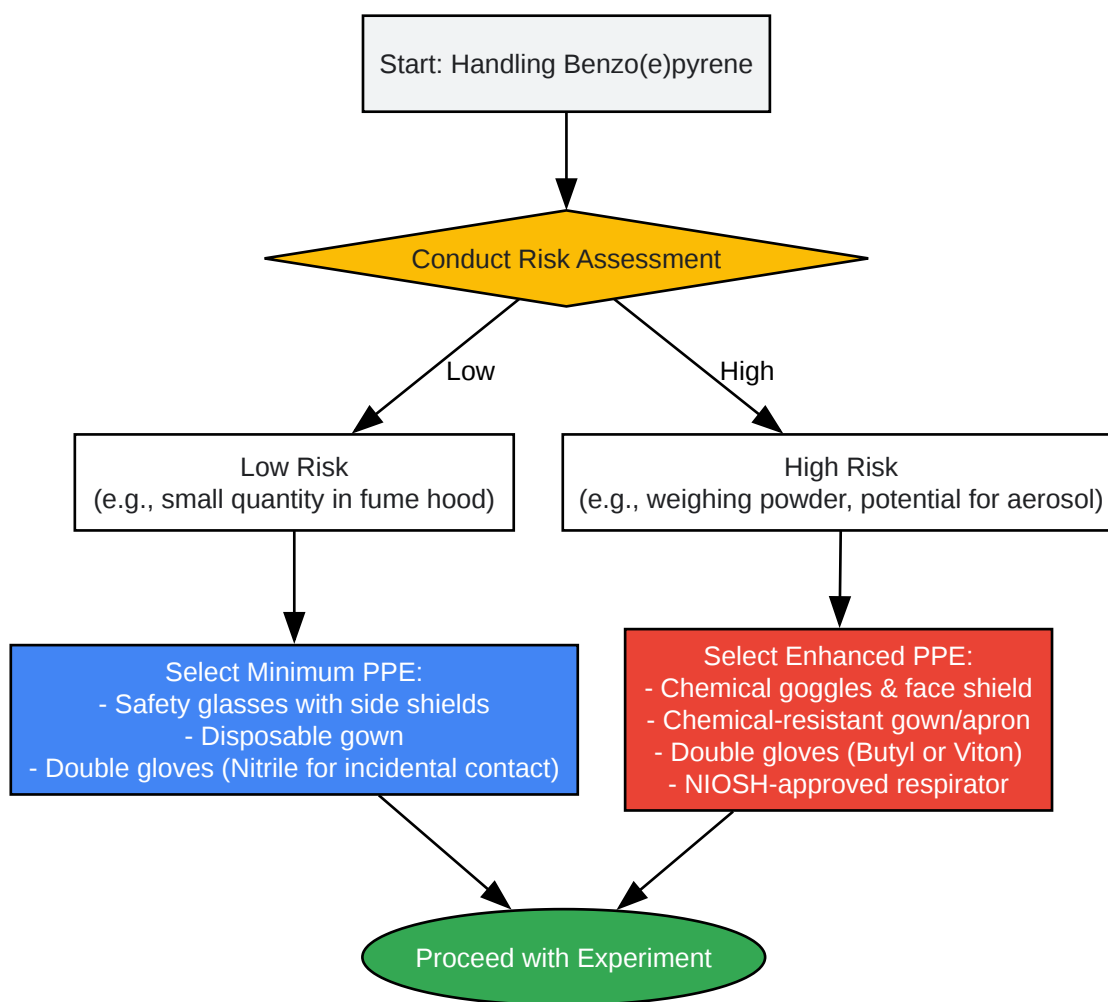 Start: Handling Benzo(e)pyrene
Conduct Risk Assessment
Low
High
Low Risk
(e.g., small quantity in fume hood)
High Risk
(e.g., weighing powder, potential for aerosol)
Select Minimum PPE:
- Safety glasses with side shields
- Disposable gown
- Double gloves (Nitrile for incidental contact)
Select Enhanced PPE:
- Chemical goggles & face shield
- Chemical-resistant gown/apron
- Double gloves (Butyl or Viton)
- NIOSH-approved respirator
Proceed with Experiment